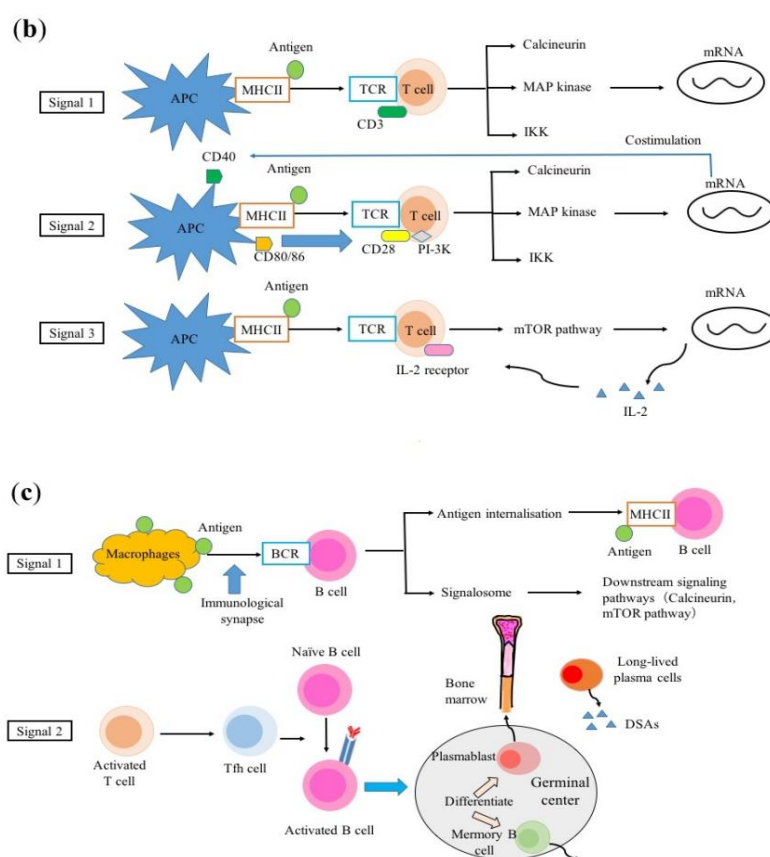 (b)
Antigen
mRNA
Calcineurin
Signal 1
APC
MHCII
TCR
T cell
MAP kinase
CD3
IKK
CD40
Costimulation
Antigen
mRNA
Calcineurin
Signal 2
APC
MHCII
TCR
T cell
MAP kinase
CD80/86
CD28
PI-3K
IKK
Antigen
mRNA
Signal 3
APC
MHCII
TCR
T cell
mTOR pathway
IL-2 receptor
IL-2
(c)
Antigen
Antigen internalisation
MHCII
Macrophages
BCR
Antigen
B cell
Signal 1
Immunological
synapse
B cell
Signalosome
Downstream signaling
pathways（Calcineurin,
mTOR pathway）
Naïve B cell
Bone
marrow
Long-lived
plasma cells
Signal 2
DSAs
Activated
T cell
Tfh cell
Activated B cell
Plasmablast
Germinal
center
Differentiate
Mermory B
cell